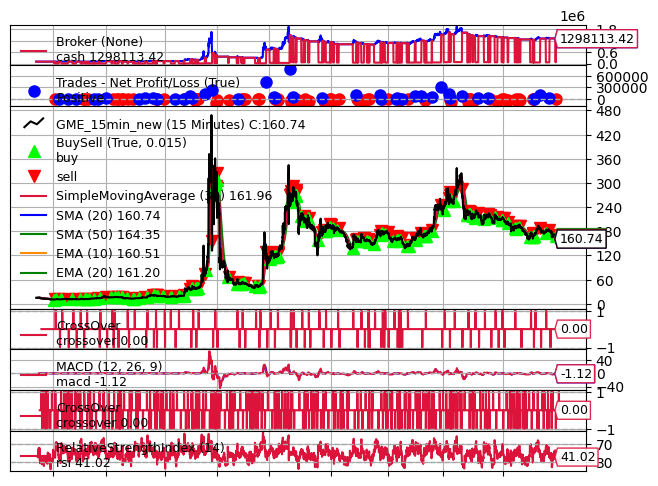 1e6
Broker (None)
cash 1298113.42
1.8
1298113.42
0.6
0.0
Trades - Net Profit/Loss (True)
600000
300000
0
GME_15min_new (15 Minutes) C:160.74
BuySell (True, 0.015)
buy
sell
SimpleMovingAverage (30) 161.96
SMA (20) 160.74
SMA (50) 164.35
EMA (10) 160.51
EMA (20) 161.20
480
420
360
300
240
180
160.74
120
60
0
CrossOver
crossover 0.00
1
0.00
−1
MACD (12, 26, 9)
macd -1.12
40
0
-1.12
−40
CrossOver
crossover 0.00
1
0.00
−1
RelativeStrengthIndex (14)
rsi 41.02
70
41.02
30